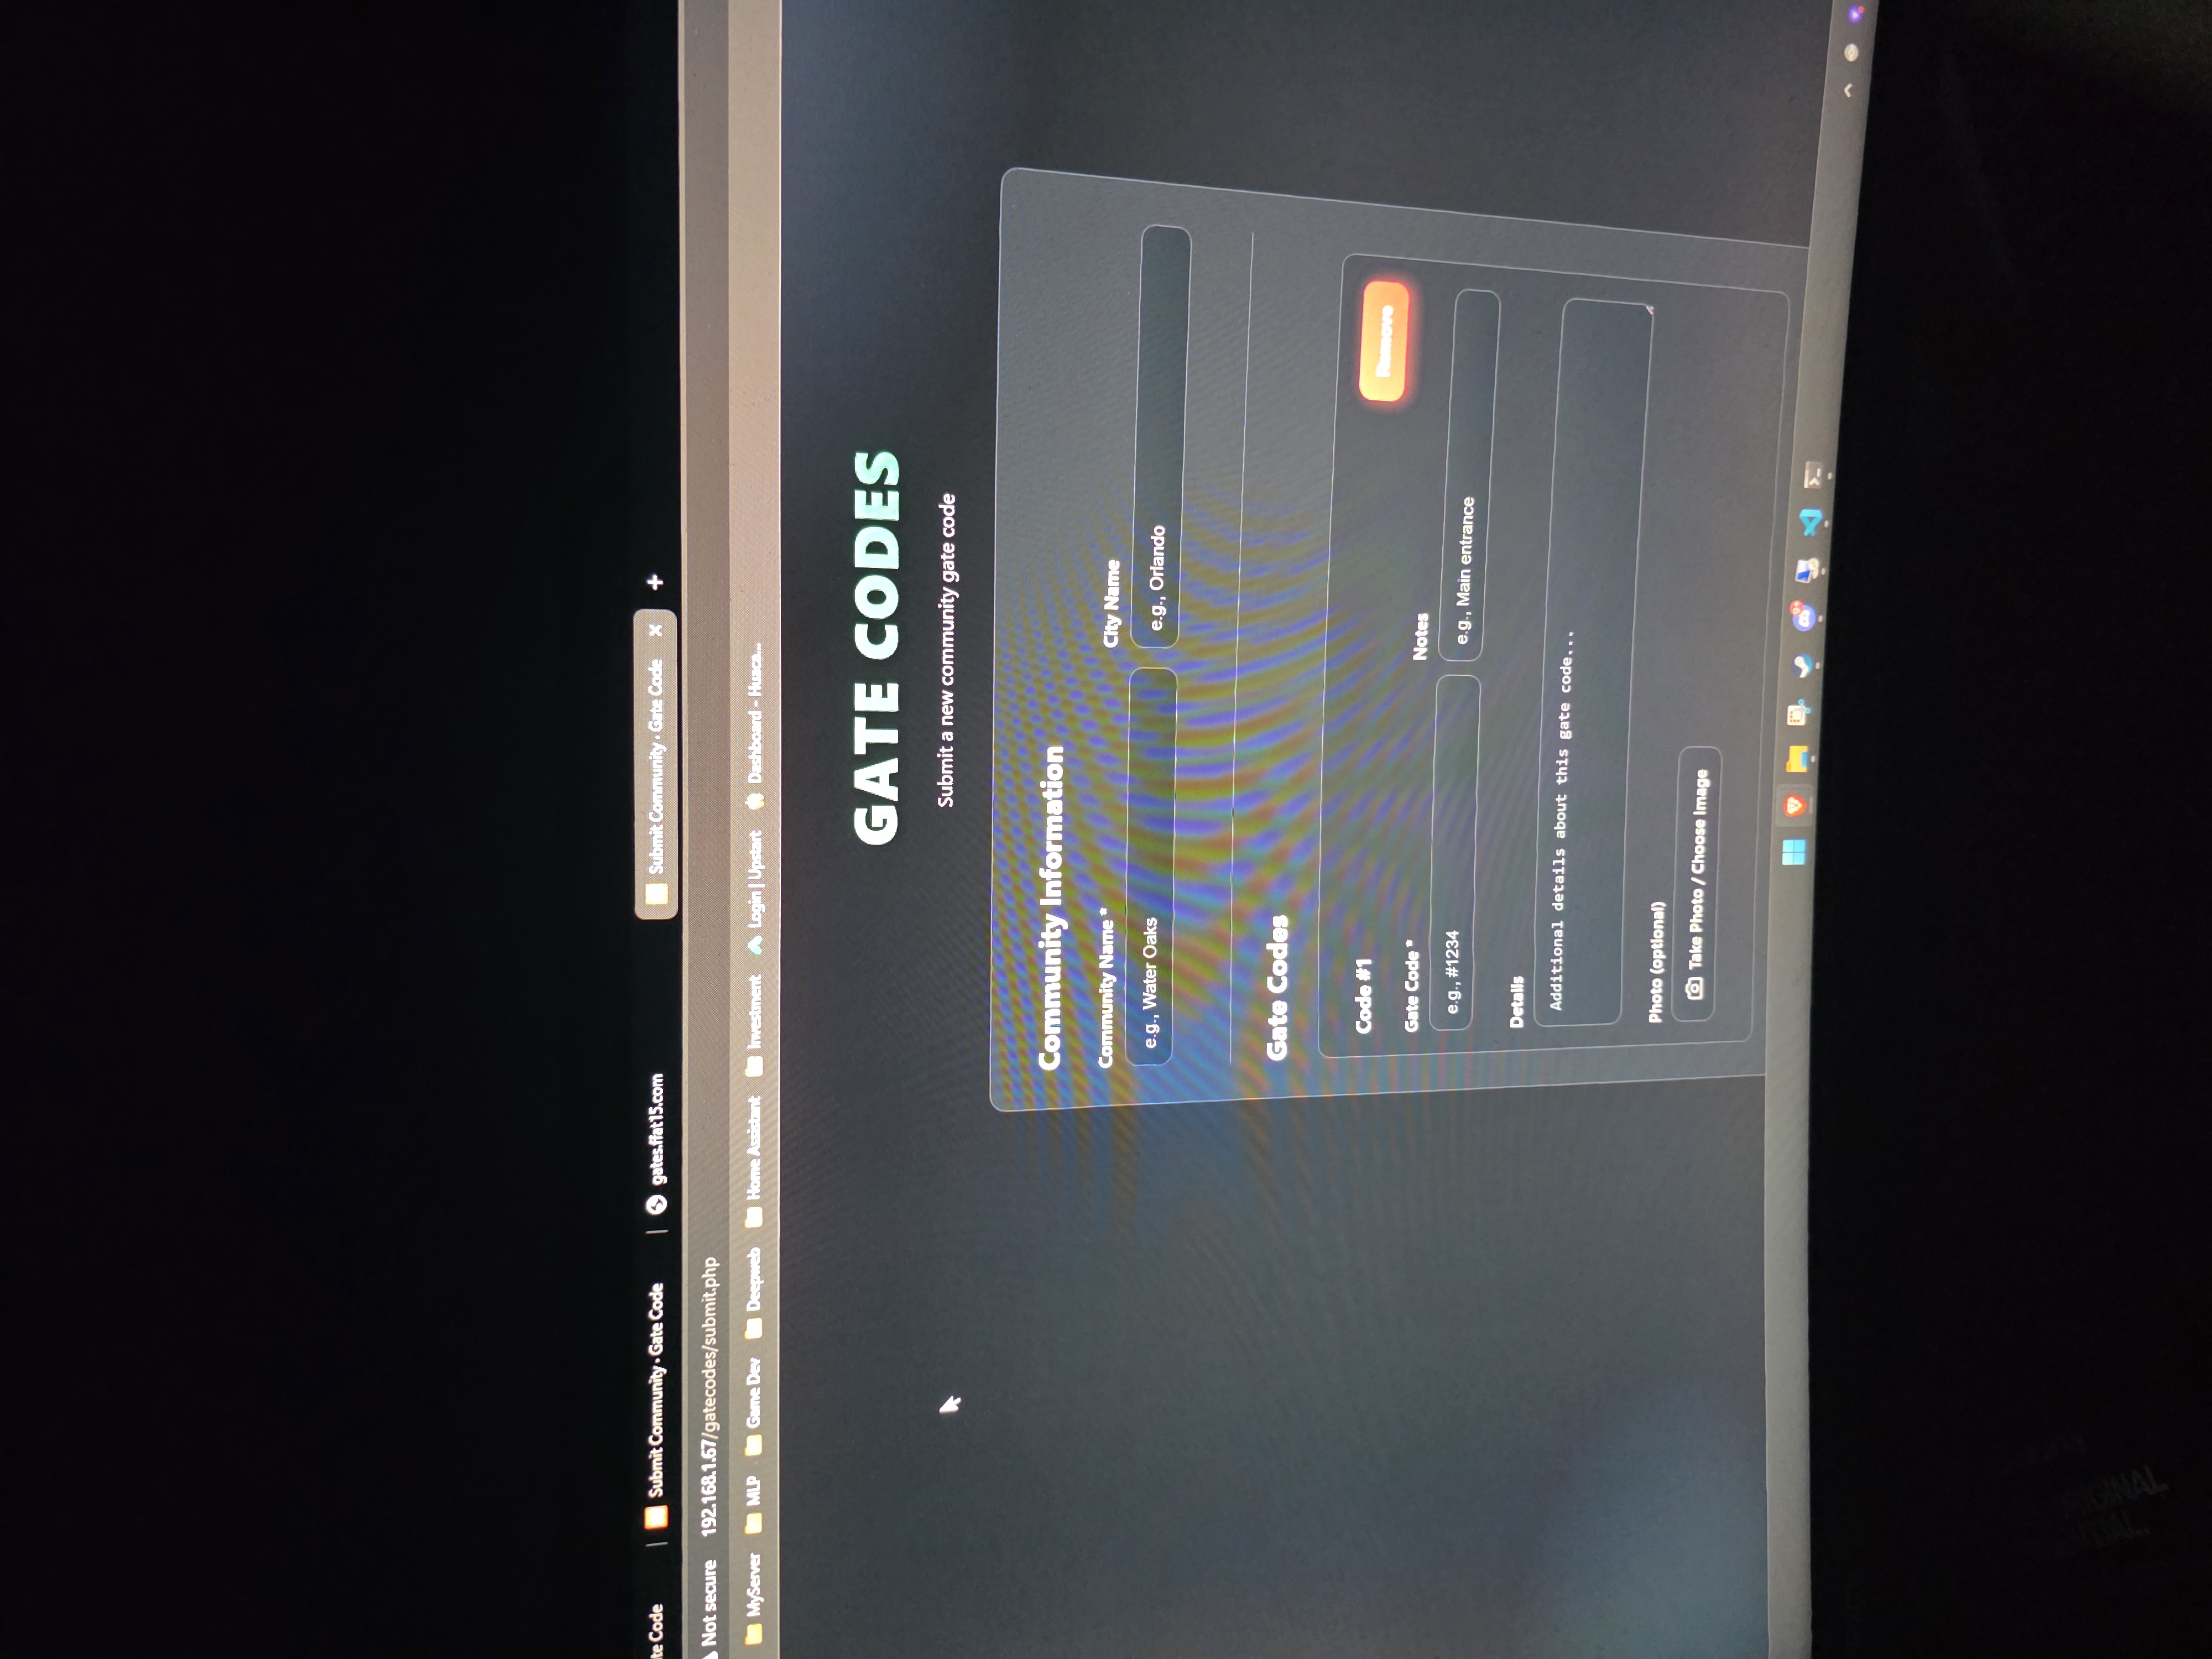 te Code
Submit Community • Gate Code
gates.ffat15.com
Submit Community • Gate Code
Not secure 192.168.1.67/gatecodes/submit.php
MyServer MLP Game Dev Deepweb Home Assistant Investment Login | Upstart Dashboard - Huaca...
GATE CODES
Submit a new community gate code
Community Information
Community Name * City Name
e.g., Water Oaks e.g., Orlando
Gate Codes
Code #1
Remove
Gate Code * Notes
e.g., #1234 e.g., Main entrance
Details
Additional details about this gate code...
Photo (optional)
Take Photo / Choose Image
9+